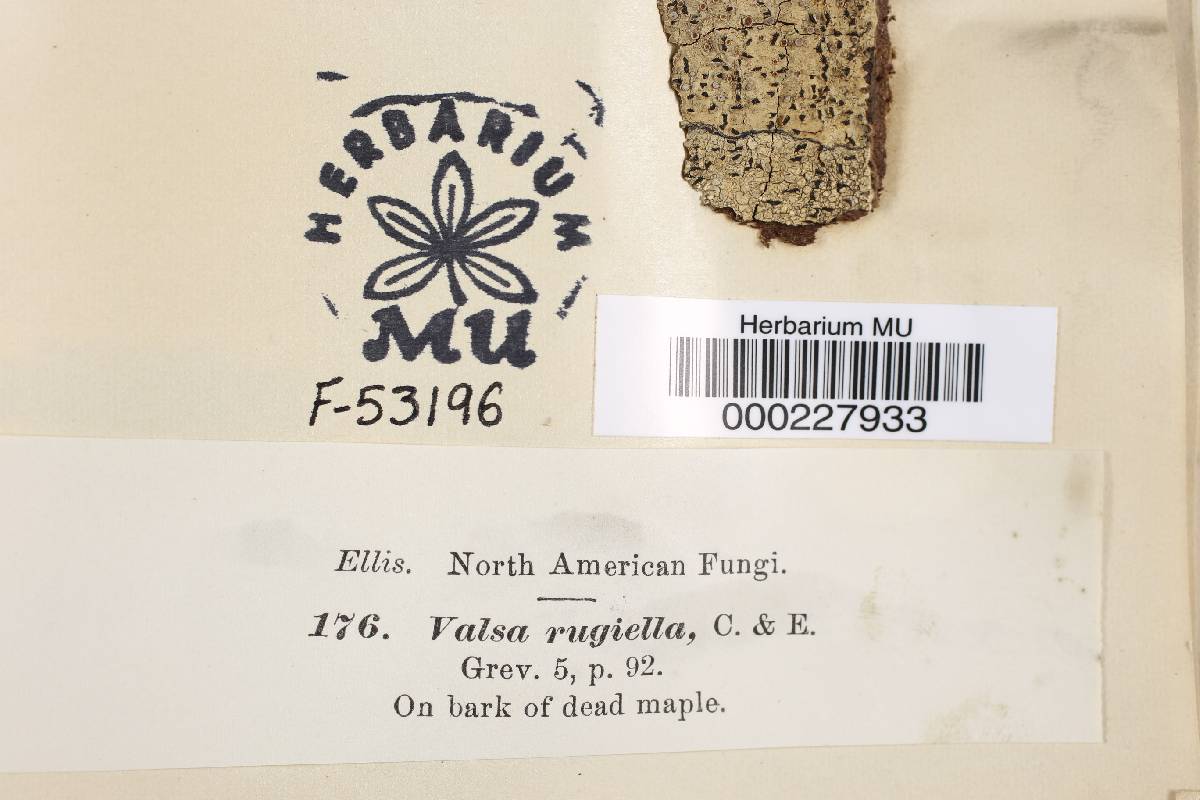 HERBARIUM
MU
F-53196
Herbarium MU
000227933
Ellis. North American Fungi.
176. Valsa rugiella, C. & E.
Grev. 5, p. 92.
On bark of dead maple.